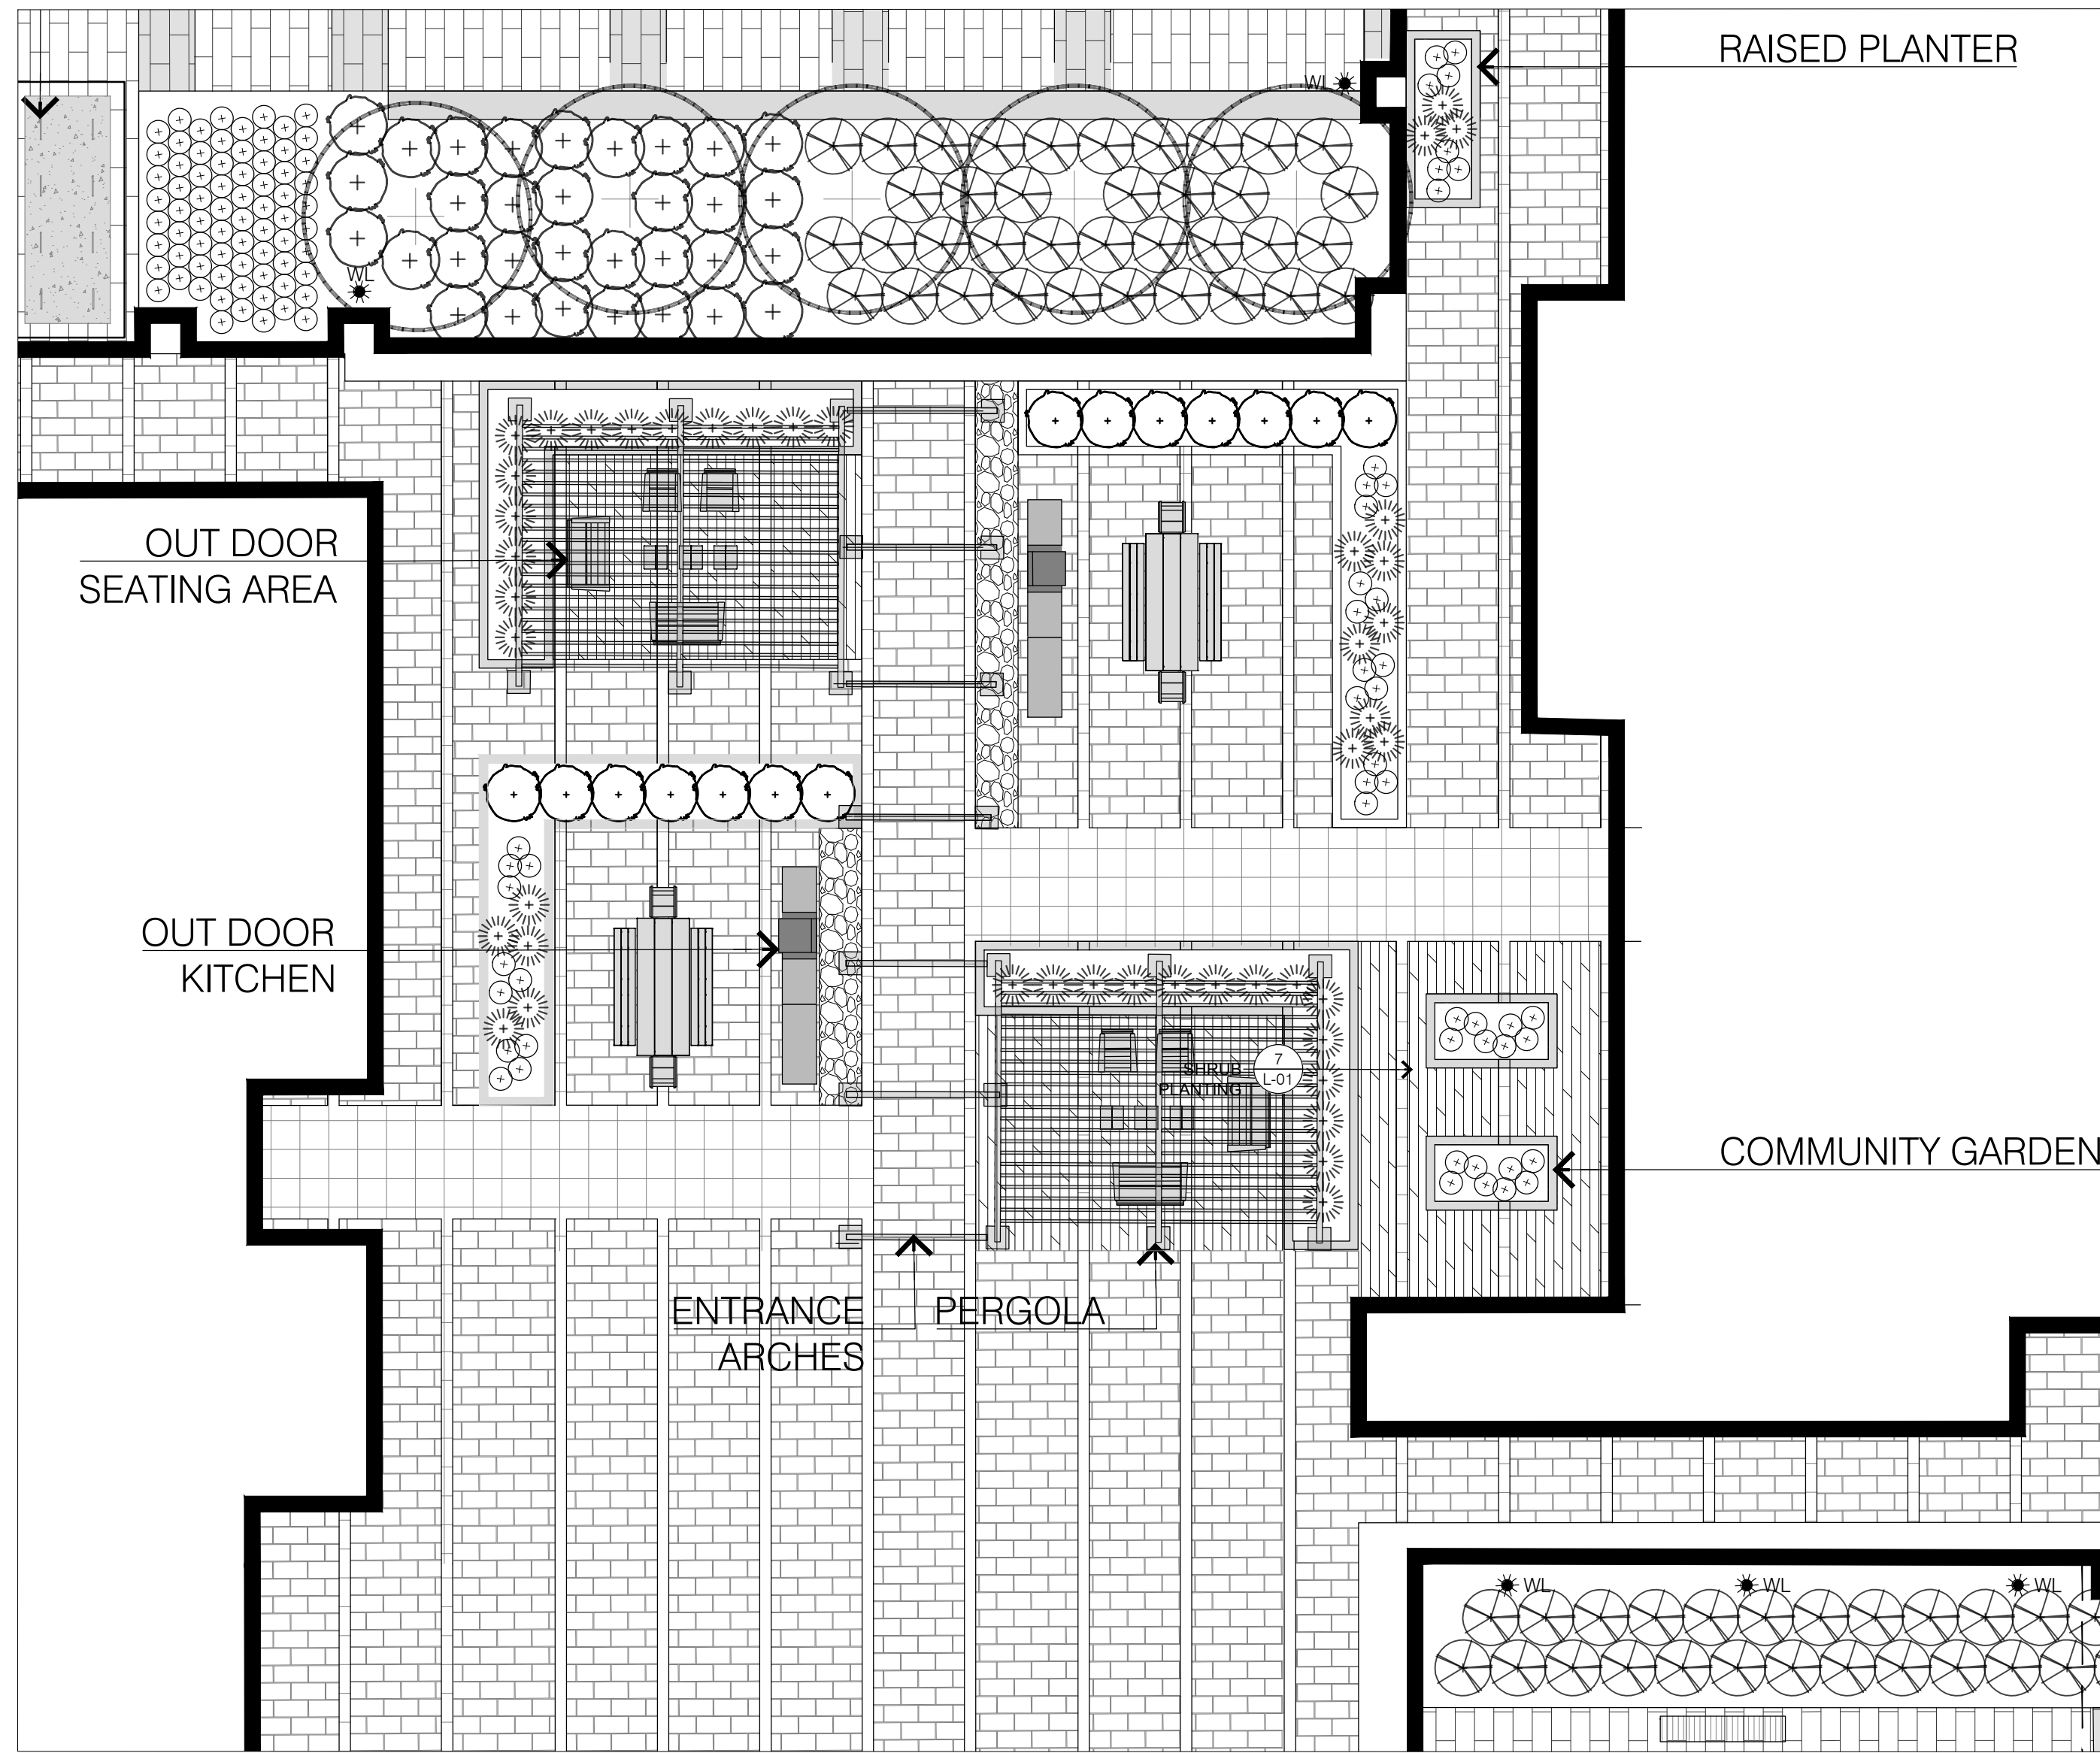 RAISED PLANTER
WL
WL
OUT DOOR
SEATING AREA
OUT DOOR
KITCHEN
SHRUB
PLANTING
7
L-01
COMMUNITY GARDEN
ENTRANCE
ARCHES
PERGOLA
WL
WL
WL